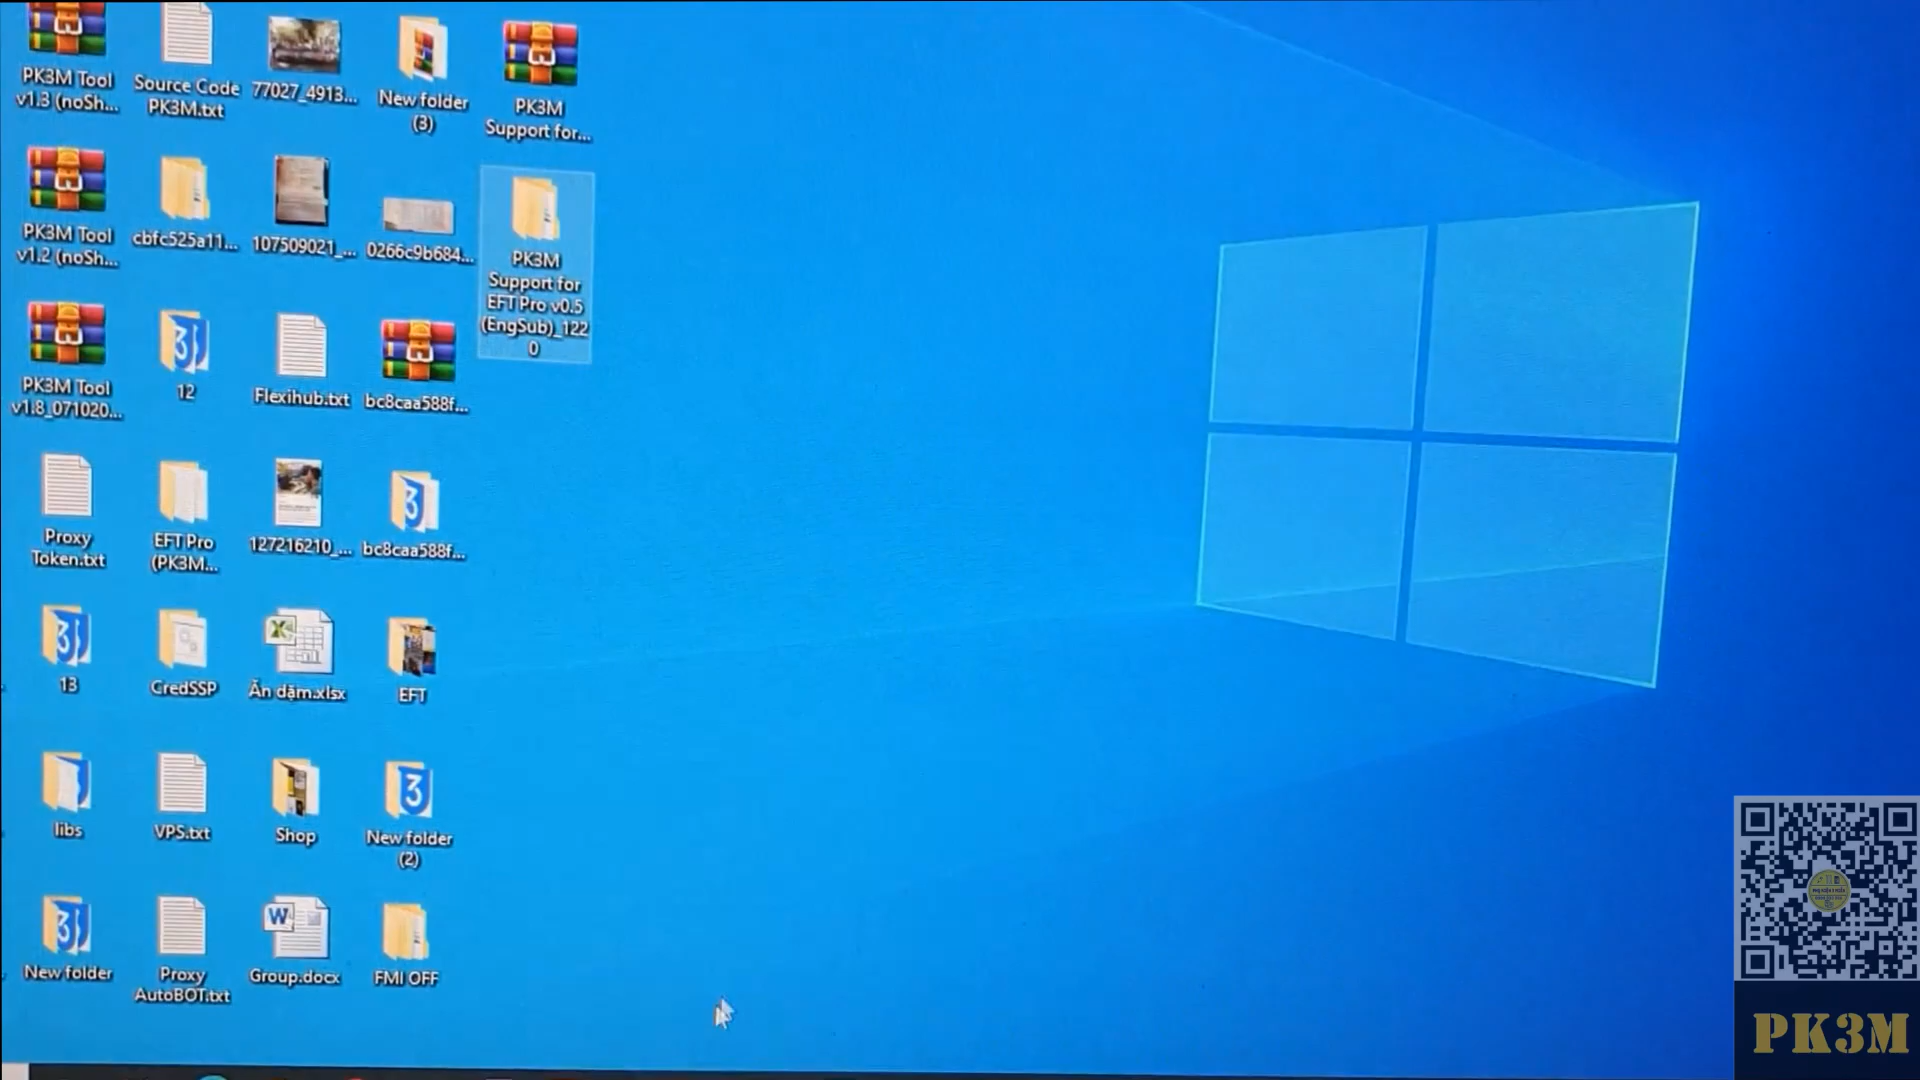 PK3M Tool
v1.3 (noSh...
Source Code
PK3M.txt
77027_4913...
New folder
(3)
PK3M
Support for...
PK3M Tool
v1.2 (noSh...
cbfc525a11...
107509021_...
0266c9b684...
PK3M
Support for
EFT Pro v0.5
(EngSub)_122
0
PK3M Tool
v1.8_071020...
12
Flexihub.txt
bc8caa588f...
Proxy
Token.txt
EFT Pro
(PK3M...
127216210_...
bc8caa588f...
13
CredSSP
Ăn dặm.xlsx
EFT
libs
VPS.txt
Shop
New folder
(2)
New folder
Proxy
AutoBOT.txt
Group.docx
FMI OFF
PK3M